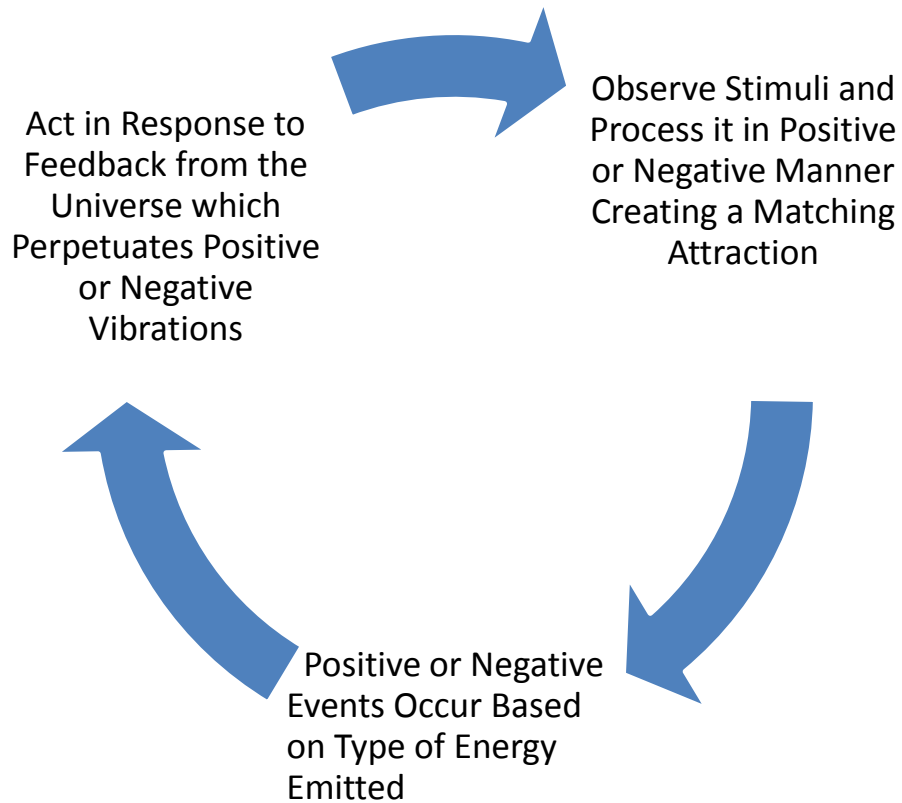 Act in Response to
Feedback from the
Universe which
Perpetuates Positive
or Negative
Vibrations
Observe Stimuli and
Process it in Positive
or Negative Manner
Creating a Matching
Attraction
Positive or Negative
Events Occur Based
on Type of Energy
Emitted